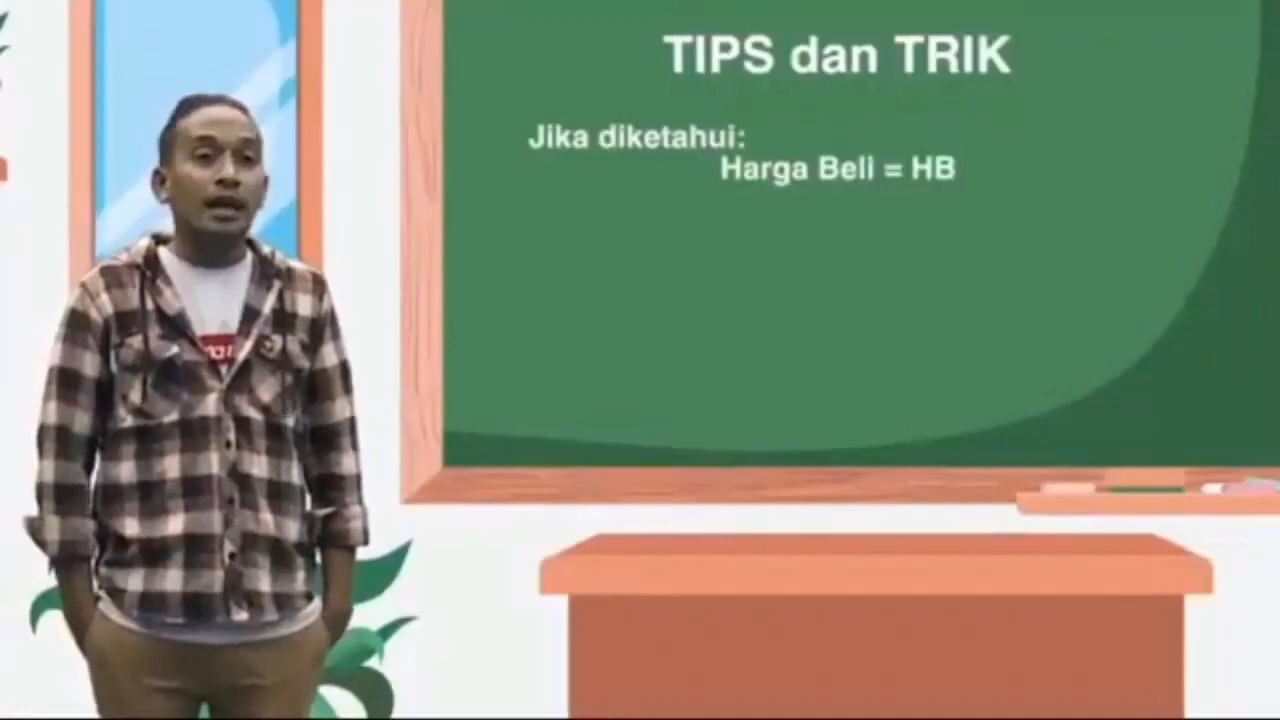 TIPS dan TRIK
Jika diketahui:
Harga Beli = HB